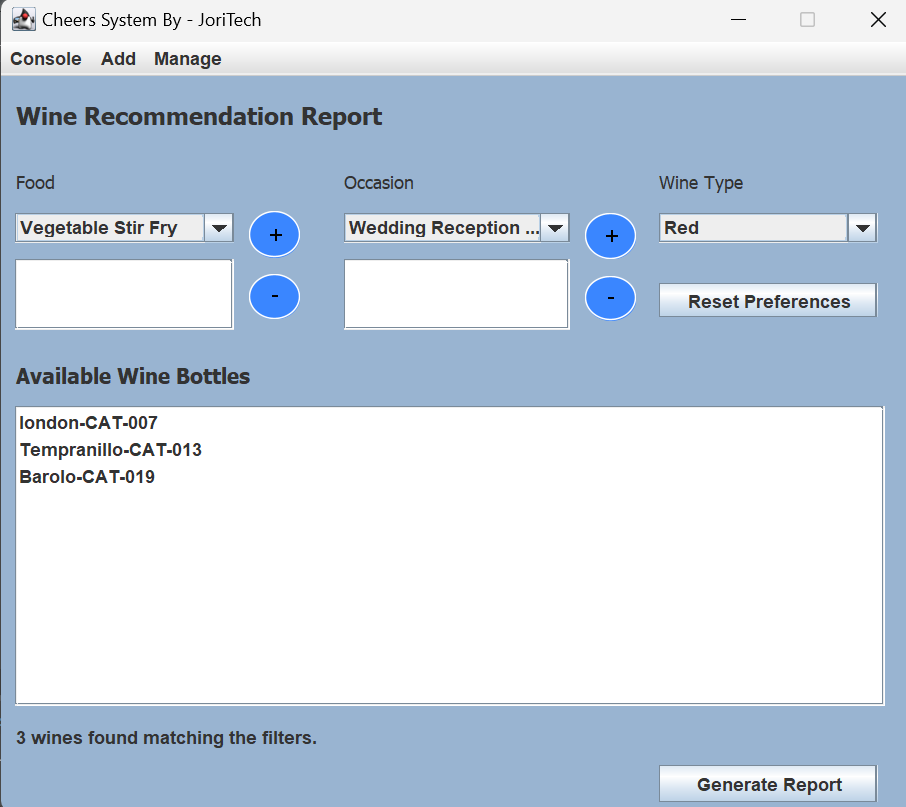 Cheers System By - JoriTech
Console Add Manage
Wine Recommendation Report
Food Occasion Wine Type
Vegetable Stir Fry + Wedding Reception ... + Red
- - Reset Preferences
Available Wine Bottles
london-CAT-007
Tempranillo-CAT-013
Barolo-CAT-019
3 wines found matching the filters.
Generate Report